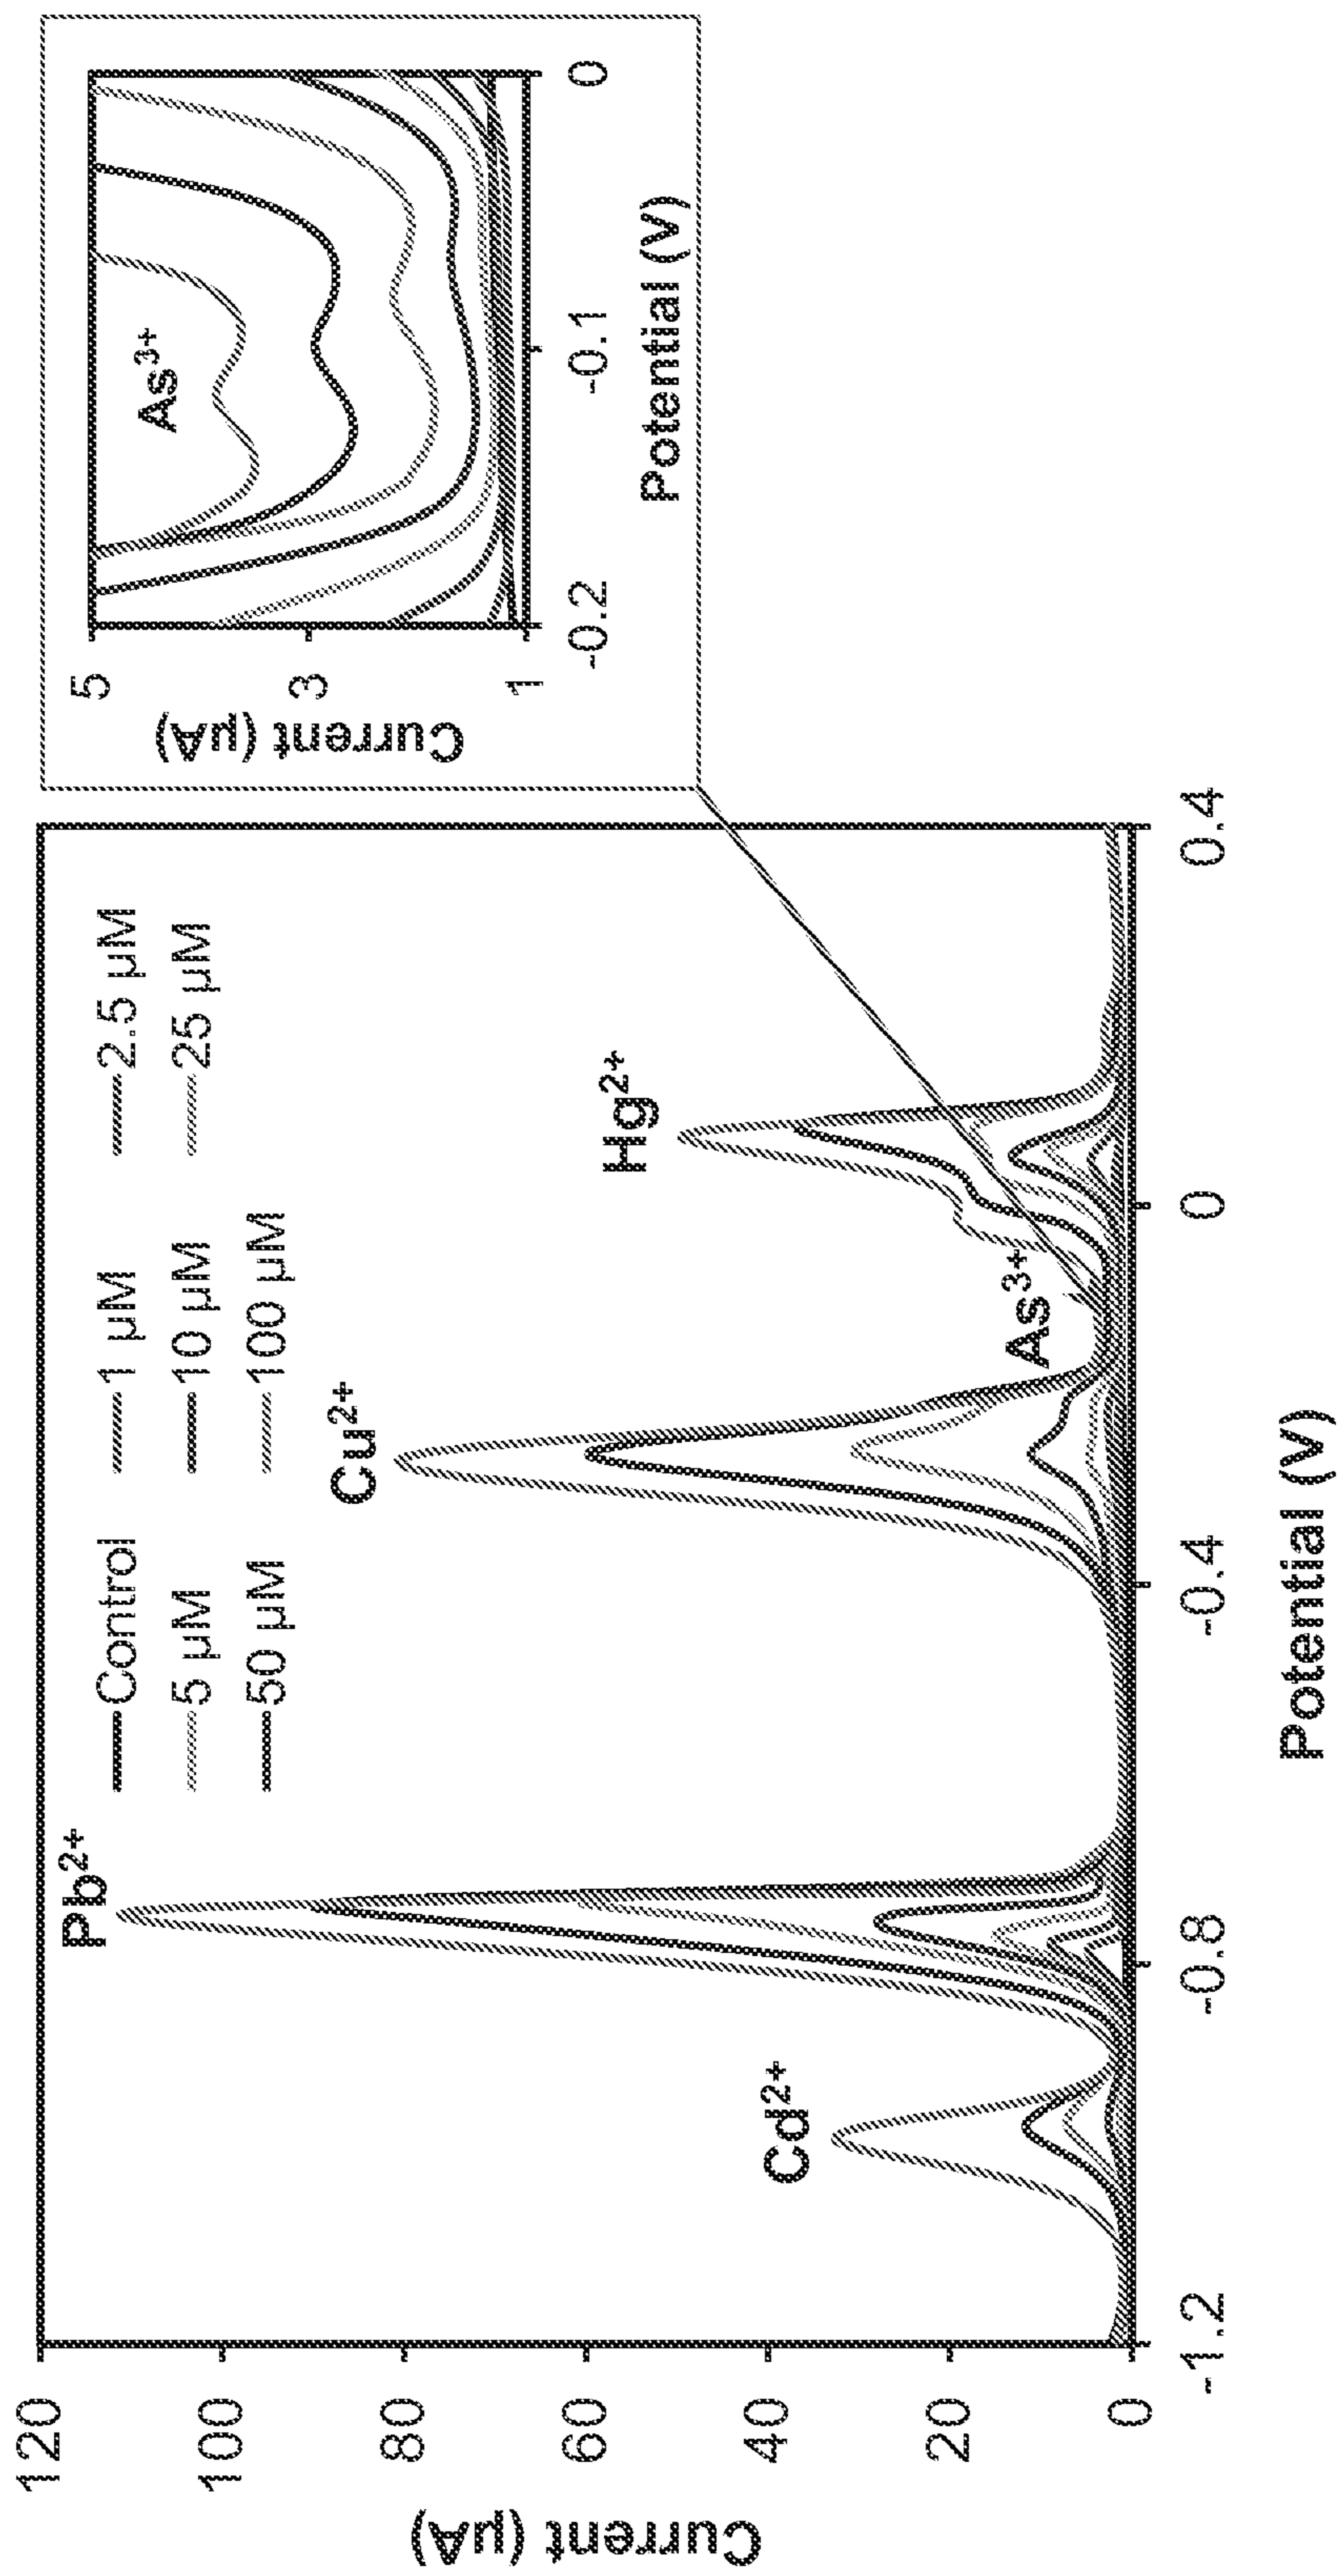 120
100
80
60
40
20
0
Current (µA)
-1.2
-0.8
-0.4
0
0.4
Potential (V)
Control
1 µM
2.5 µM
5 µM
10 µM
25 µM
50 µM
100 µM
Cd2+
Pb2+
Cu2+
As3+
Hg2+
5
3
1
Current (µA)
-0.2
-0.1
0
Potential (V)
As3+